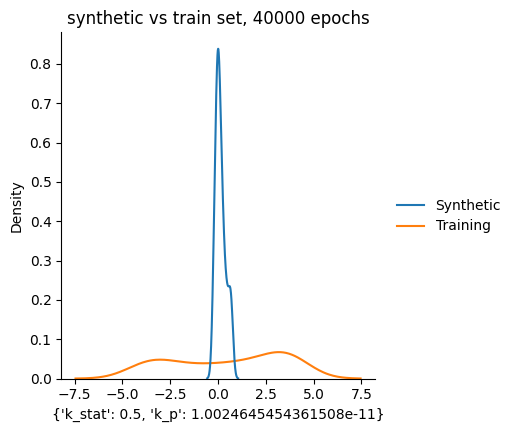 synthetic vs train set, 40000 epochs
Density
0.8
0.7
0.6
0.5
0.4
0.3
0.2
0.1
0.0
Synthetic
Training
−7.5 −5.0 −2.5 0.0 2.5 5.0 7.5
{'k_stat': 0.5, 'k_p': 1.0024645454361508e-11}